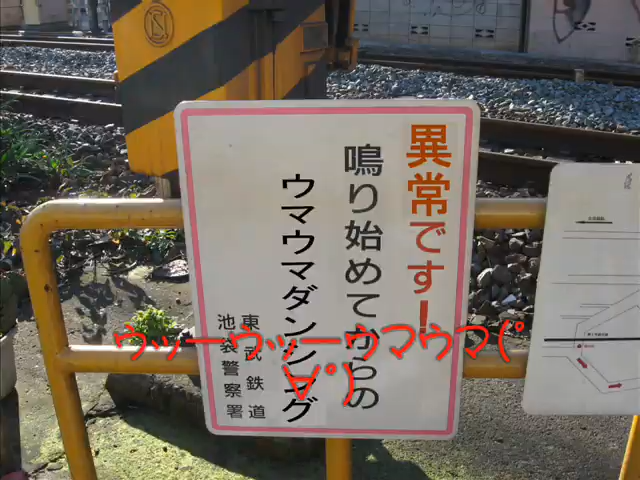 異常です!
鳴り始めてからの
ウマウマダンシング
東武鉄道
池袋警察署
ウッーウッーウマウマ(ﾟ
∀ﾟ)